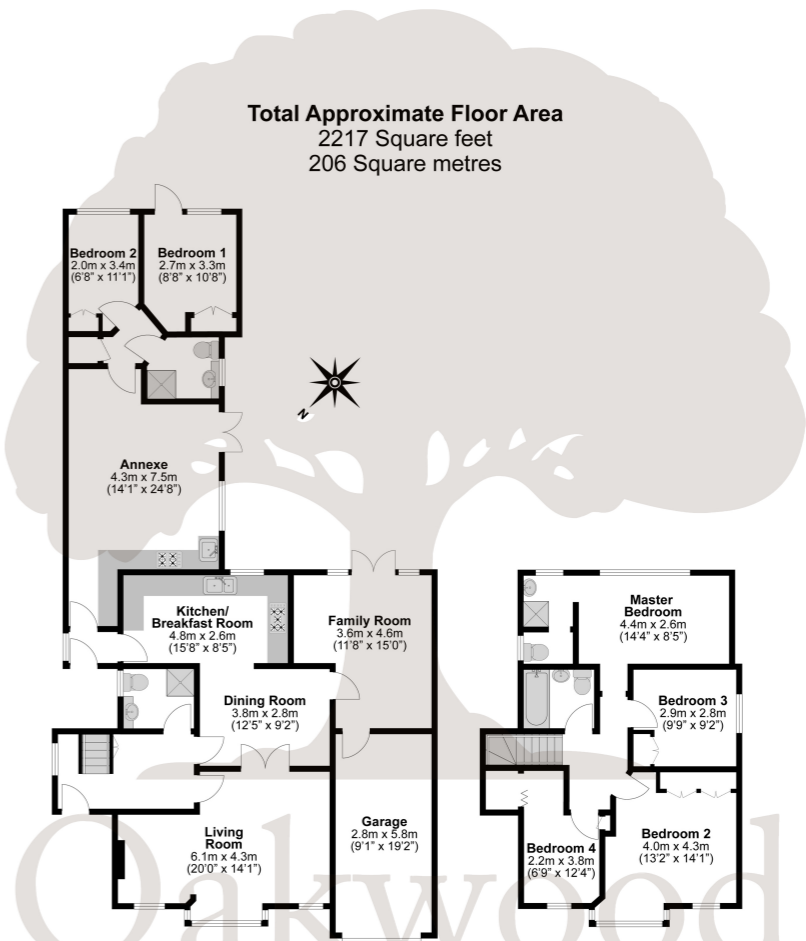 Total Approximate Floor Area
2217 Square feet
206 Square metres
Bedroom 2
2.0m x 3.4m
(6'8" x 11'1")
Bedroom 1
2.7m x 3.3m
(8'8" x 10'8")
N
Annexe
4.3m x 7.5m
(14'1" x 24'8")
Kitchen/
Breakfast Room
4.8m x 2.6m
(15'8" x 8'5")
Family Room
3.6m x 4.6m
(11'8" x 15'0")
Dining Room
3.8m x 2.8m
(12'5" x 9'2")
Living
Room
6.1m x 4.3m
(20'0" x 14'1")
Garage
2.8m x 5.8m
(9'1" x 19'2")
Master
Bedroom
4.4m x 2.6m
(14'4" x 8'5")
Bedroom 3
2.9m x 2.8m
(9'9" x 9'2")
Bedroom 4
2.2m x 3.8m
(6'9" x 12'4")
Bedroom 2
4.0m x 4.3m
(13'2" x 14'1")
Oakwood